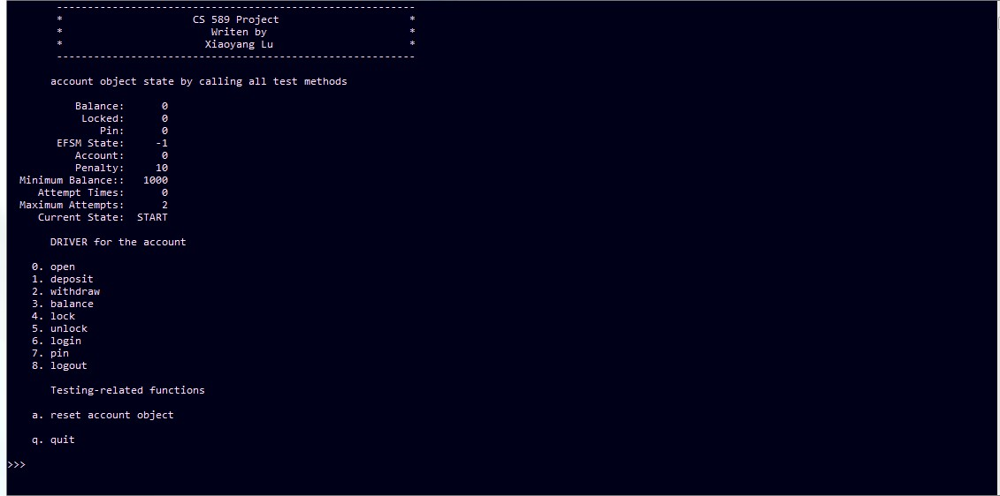 ----------------------------------------------------------
* CS 589 Project *
* Writen by *
* Xiaoyang Lu *
----------------------------------------------------------
account object state by calling all test methods
Balance: 0
Locked: 0
Pin: 0
EFSM State: -1
Account: 0
Penalty: 10
Minimum Balance:: 1000
Attempt Times: 0
Maximum Attempts: 2
Current State: START
DRIVER for the account
0. open
1. deposit
2. withdraw
3. balance
4. lock
5. unlock
6. login
7. pin
8. logout
Testing-related functions
a. reset account object
q. quit
>>>